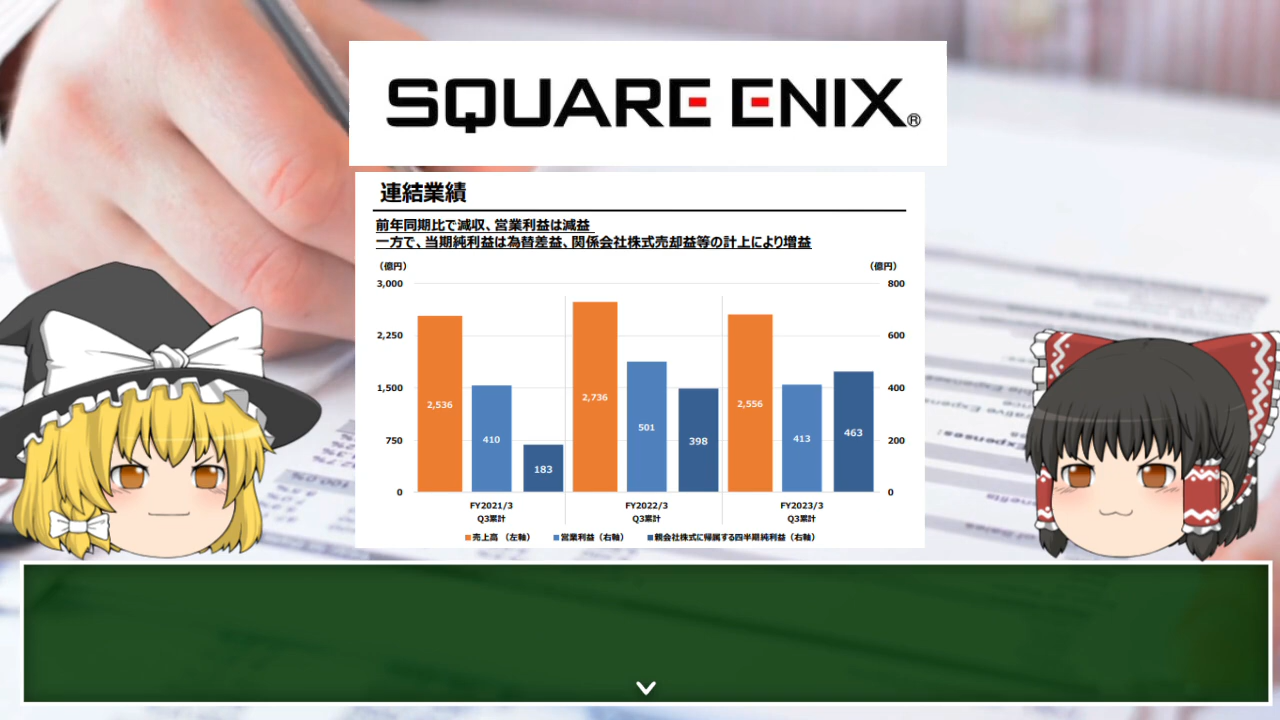 SQUARE ENIX®
連結業績
前年同期比で減収、営業利益は減益
一方で、当期純利益は為替差益、関係会社株式売却益等の計上により増益
(億円) (億円)
3,000 800
2,250 600
1,500 400
750 200
0 0
2,536 410 183
2,736 501 398
2,556 413 463
FY2021/3 FY2022/3 FY2023/3
Q3累計 Q3累計 Q3累計
売上高 (左軸) 営業利益 (右軸) 親会社株式に帰属する四半期純利益 (右軸)